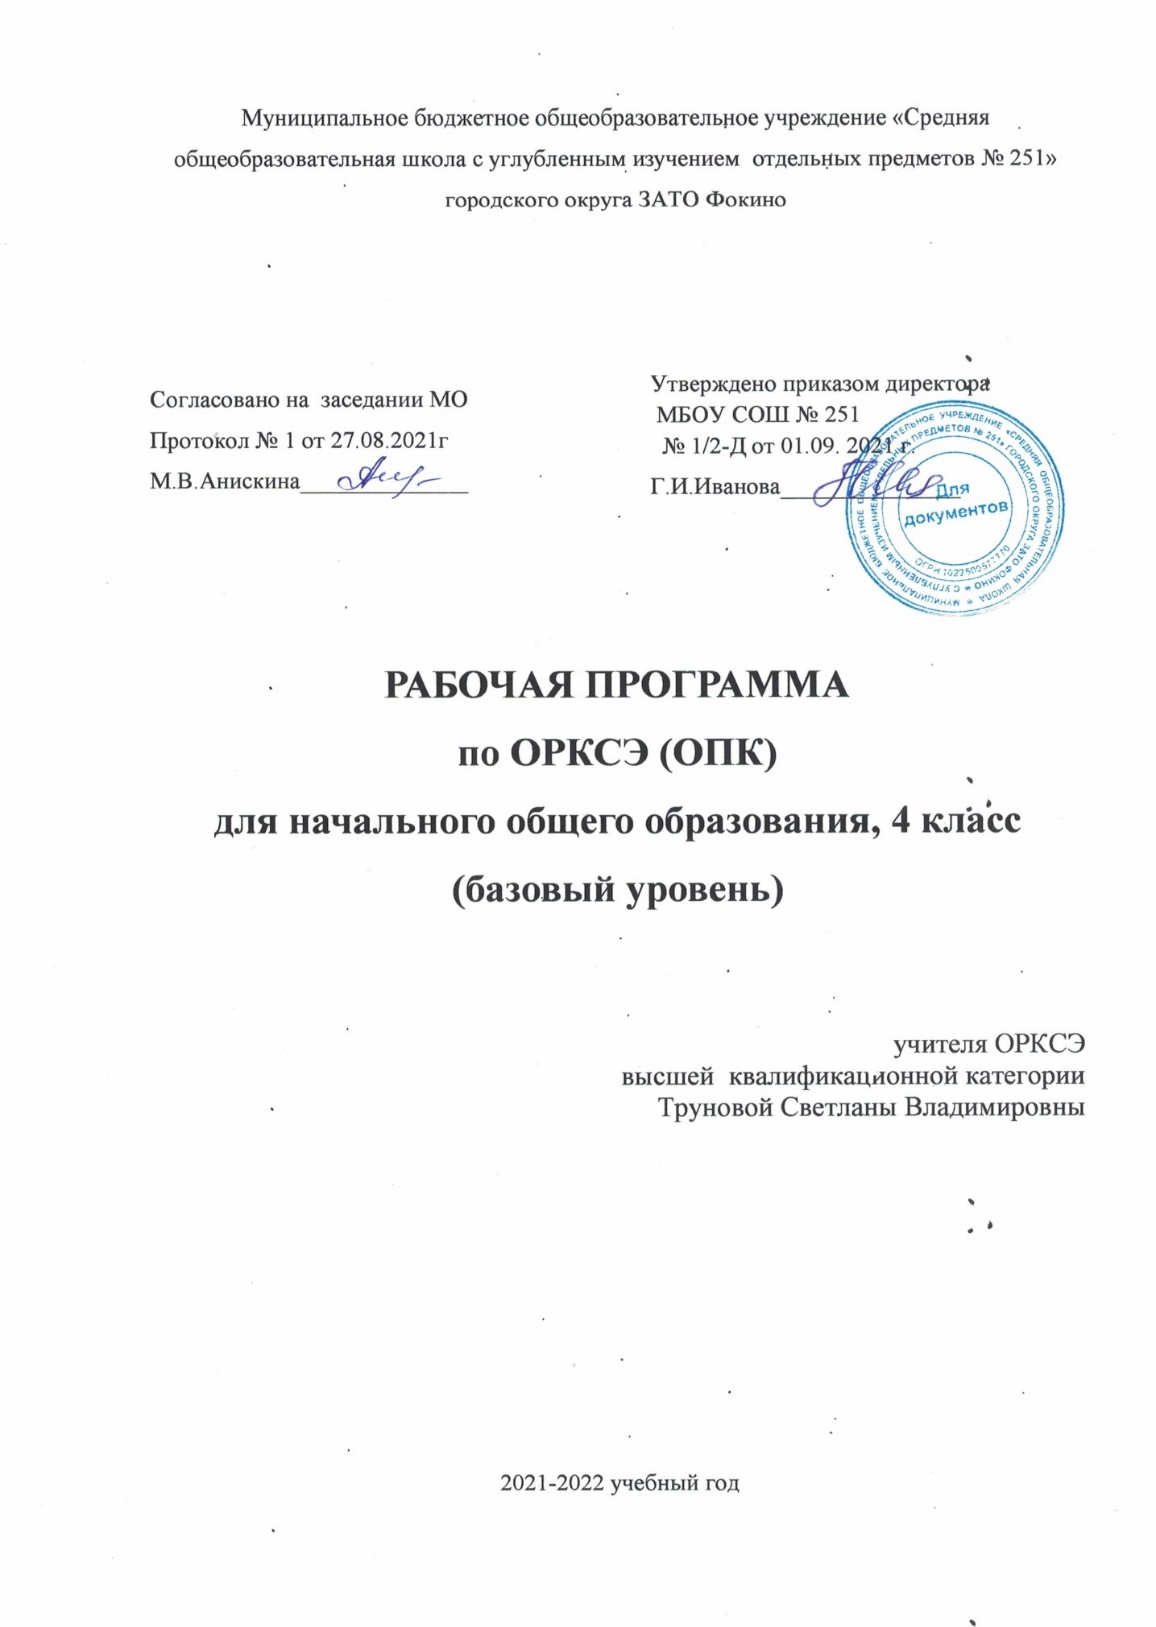 Муниципальное бюджетное общеобразовательное учреждение «Средняя
общеобразовательная школа с углубленным изучением отдельных предметов № 251»
городского округа ЗАТО Фокино
Согласовано на заседании МО
Протокол № 1 от 27.08.2021г
М.В.Анискина______________
Утверждено приказом директора
МБОУ СОШ № 251
№ 1/2-Д от 01.09. 2021 г.
Г.И.Иванова_______________
Для
документов
РАБОЧАЯ ПРОГРАММА
по ОРКСЭ (ОПК)
для начального общего образования, 4 класс
(базовый уровень)
учителя ОРКСЭ
высшей квалификационной категории
Труновой Светланы Владимировны
2021-2022 учебный год